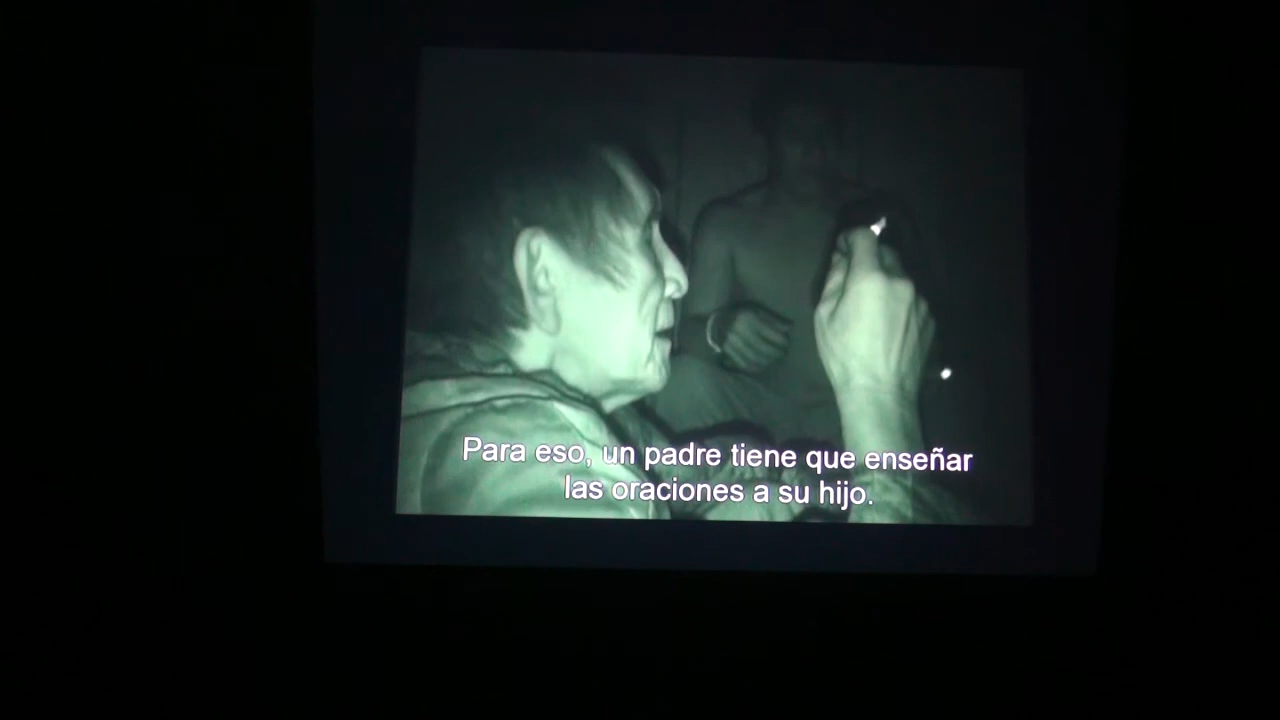 Para eso, un padre tiene que enseñar
las oraciones a su hijo.